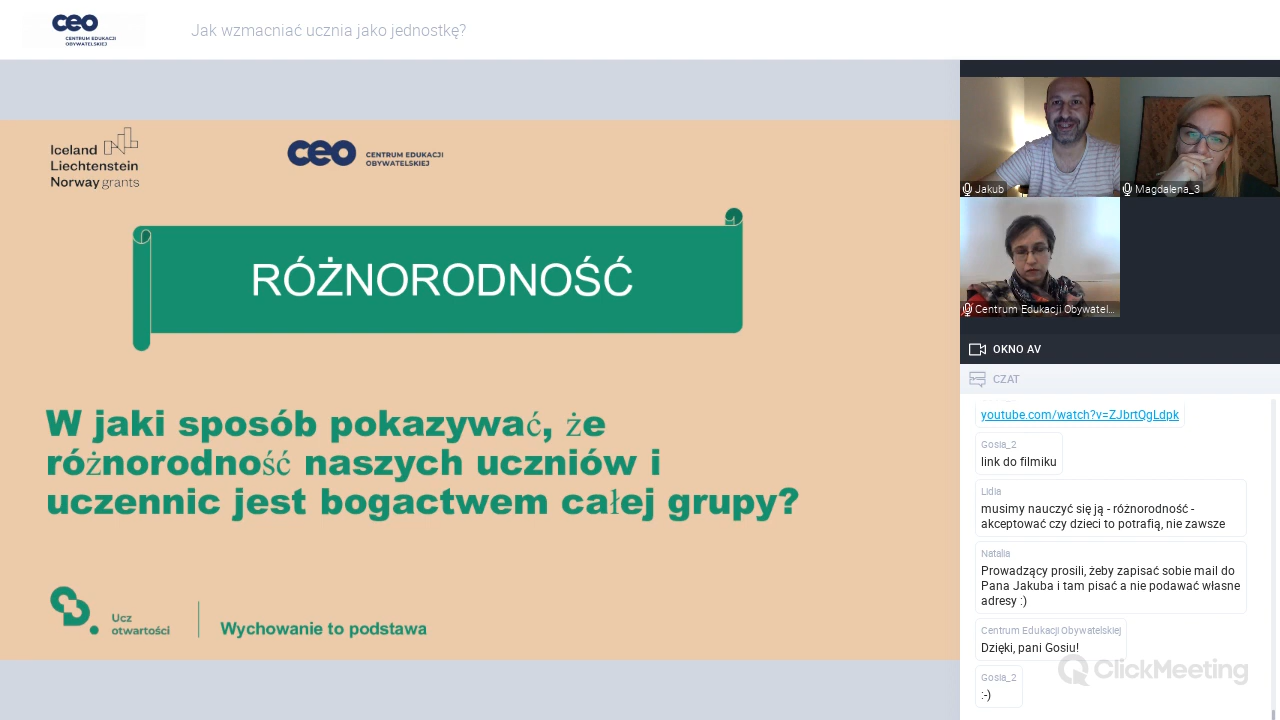 ceo
CENTRUM EDUKACJI
OBYWATELSKIEJ
Jak wzmacniać ucznia jako jednostkę?
Iceland
Liechtenstein
Norway grants
ceo
CENTRUM EDUKACJI
OBYWATELSKIEJ
RÓŻNORODNOŚĆ
W jaki sposób pokazywać, że
różnorodność naszych uczniów i
uczennic jest bogactwem całej grupy?
Ucz
otwartości
Wychowanie to podstawa
Jakub
Magdalena_3
Centrum Edukacji Obywatel...
OKNO AV
CZAT
youtube.com/watch?v=ZJbrtQgLdpk
Gosia_2
link do filmiku
Lidia
musimy nauczyć się ją - różnorodność -
akceptować czy dzieci to potrafią, nie zawsze
Natalia
Prowadzący prosili, żeby zapisać sobie mail do
Pana Jakuba i tam pisać a nie podawać własne
adresy :)
Centrum Edukacji Obywatelskiej
Dzięki, pani Gosiu!
Gosia_2
:-)
ClickMeeting